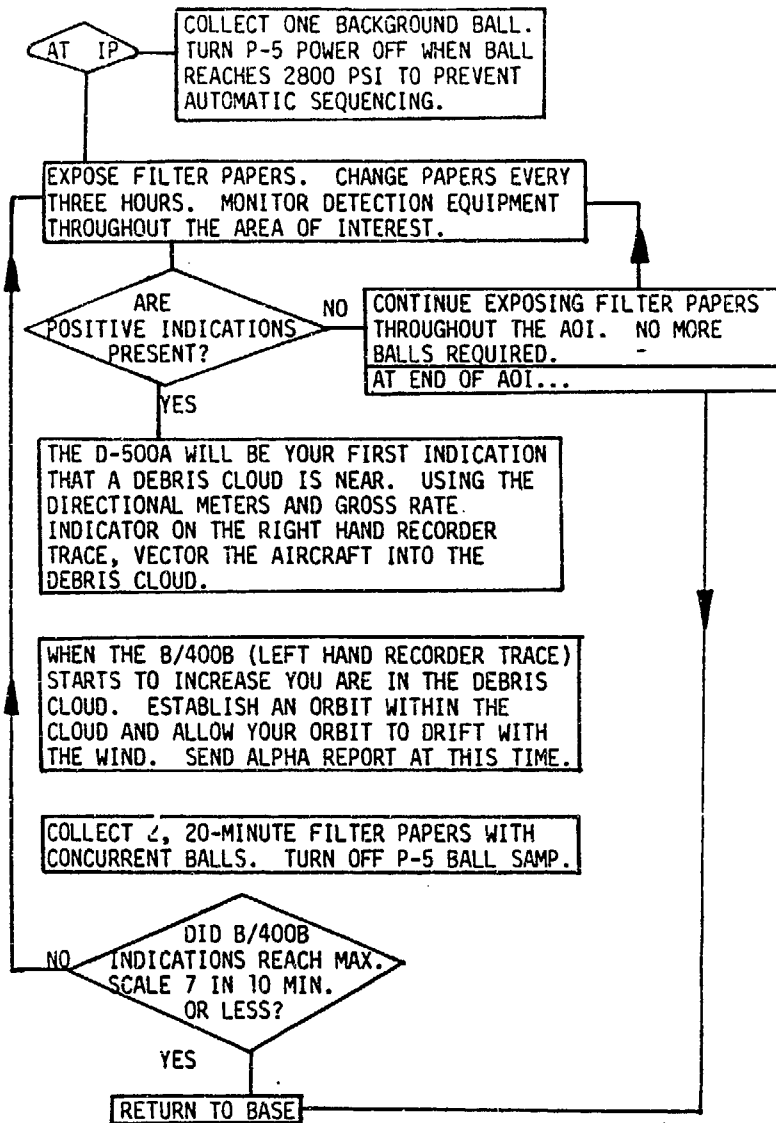 AT IP
COLLECT ONE BACKGROUND BALL.
TURN P-5 POWER OFF WHEN BALL
REACHES 2800 PSI TO PREVENT
AUTOMATIC SEQUENCING.
EXPOSE FILTER PAPERS. CHANGE PAPERS EVERY
THREE HOURS. MONITOR DETECTION EQUIPMENT
THROUGHOUT THE AREA OF INTEREST.
ARE
POSITIVE INDICATIONS
PRESENT?
NO
CONTINUE EXPOSING FILTER PAPERS
THROUGHOUT THE AOI. NO MORE
BALLS REQUIRED.
AT END OF AOI...
YES
THE D-500A WILL BE YOUR FIRST INDICATION
THAT A DEBRIS CLOUD IS NEAR. USING THE
DIRECTIONAL METERS AND GROSS RATE
INDICATOR ON THE RIGHT HAND RECORDER
TRACE, VECTOR THE AIRCRAFT INTO THE
DEBRIS CLOUD.
WHEN THE B/400B (LEFT HAND RECORDER TRACE)
STARTS TO INCREASE YOU ARE IN THE DEBRIS
CLOUD. ESTABLISH AN ORBIT WITHIN THE
CLOUD AND ALLOW YOUR ORBIT TO DRIFT WITH
THE WIND. SEND ALPHA REPORT AT THIS TIME.
COLLECT 2, 20-MINUTE FILTER PAPERS WITH
CONCURRENT BALLS. TURN OFF P-5 BALL SAMP.
DID B/400B
INDICATIONS REACH MAX.
SCALE 7 IN 10 MIN.
OR LESS?
NO
YES
RETURN TO BASE